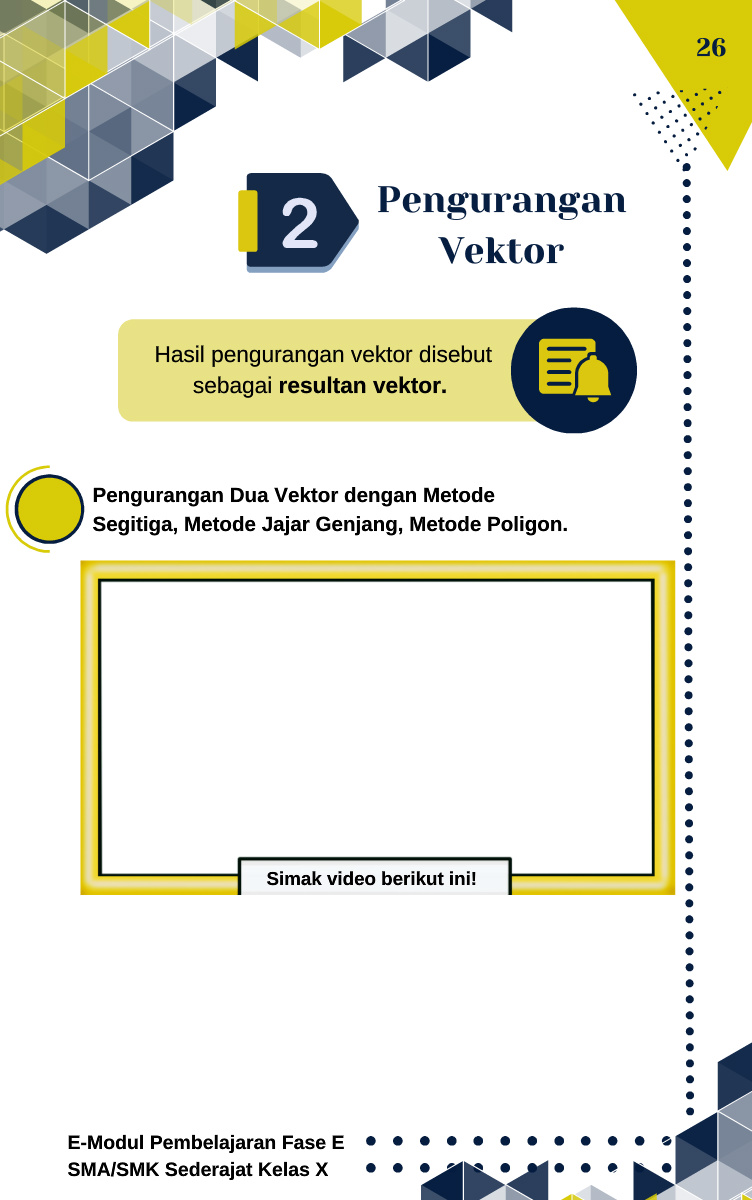 26
2
Pengurangan
Vektor
Hasil pengurangan vektor disebut
sebagai resultan vektor.
Pengurangan Dua Vektor dengan Metode
Segitiga, Metode Jajar Genjang, Metode Poligon.
Simak video berikut ini!
E-Modul Pembelajaran Fase E
SMA/SMK Sederajat Kelas X